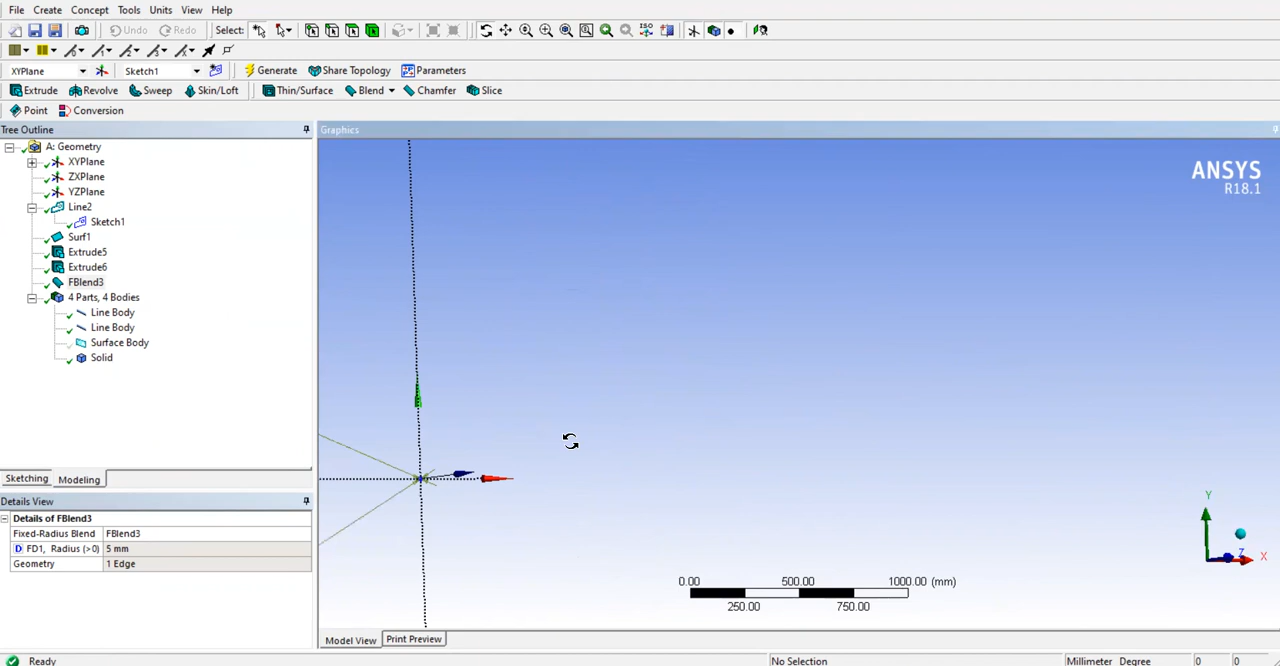 File Create Concept Tools Units View Help
Undo Redo Select:
XYPlane Sketch1 Generate Share Topology Parameters
Extrude Revolve Sweep Skin/Loft Thin/Surface Blend Chamfer Slice
Point Conversion
Tree Outline
A: Geometry
XYPlane
ZXPlane
YZPlane
Line2
Sketch1
Surf1
Extrude5
Extrude6
FBlend3
4 Parts, 4 Bodies
Line Body
Line Body
Surface Body
Solid
Sketching Modeling
Details View
Details of FBlend3
Fixed-Radius Blend FBlend3
D FD1, Radius (>0) 5 mm
Geometry 1 Edge
Graphics
ANSYS
R18.1
Y
Z X
0.00 500.00 1000.00 (mm)
250.00 750.00
Model View Print Preview
Ready No Selection Millimeter Degree 0 0